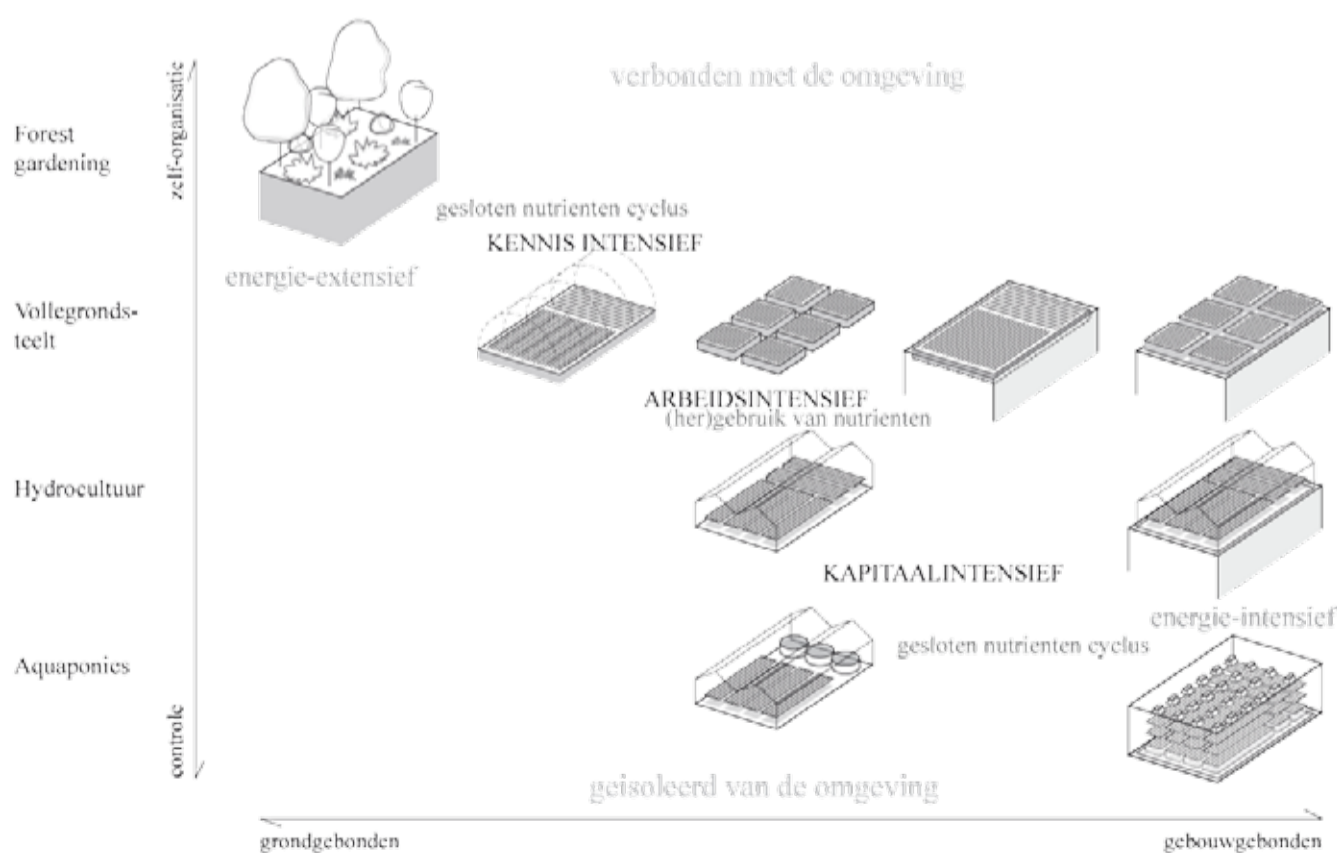 verbonden met de omgeving
zelf-organisatie
Forest
gardening
gesloten nutrienten cyclus
KENNIS INTENSIEF
energie-extensief
Vollegronds-
teelt
ARBEIDSINTENSIEF
(her)gebruik van nutrienten
Hydrocultuur
KAPITAALINTENSIEF
energie-intensief
gesloten nutrienten cyclus
Aquaponics
controle
geisoleerd van de omgeving
grondgebonden
gebouwgebonden